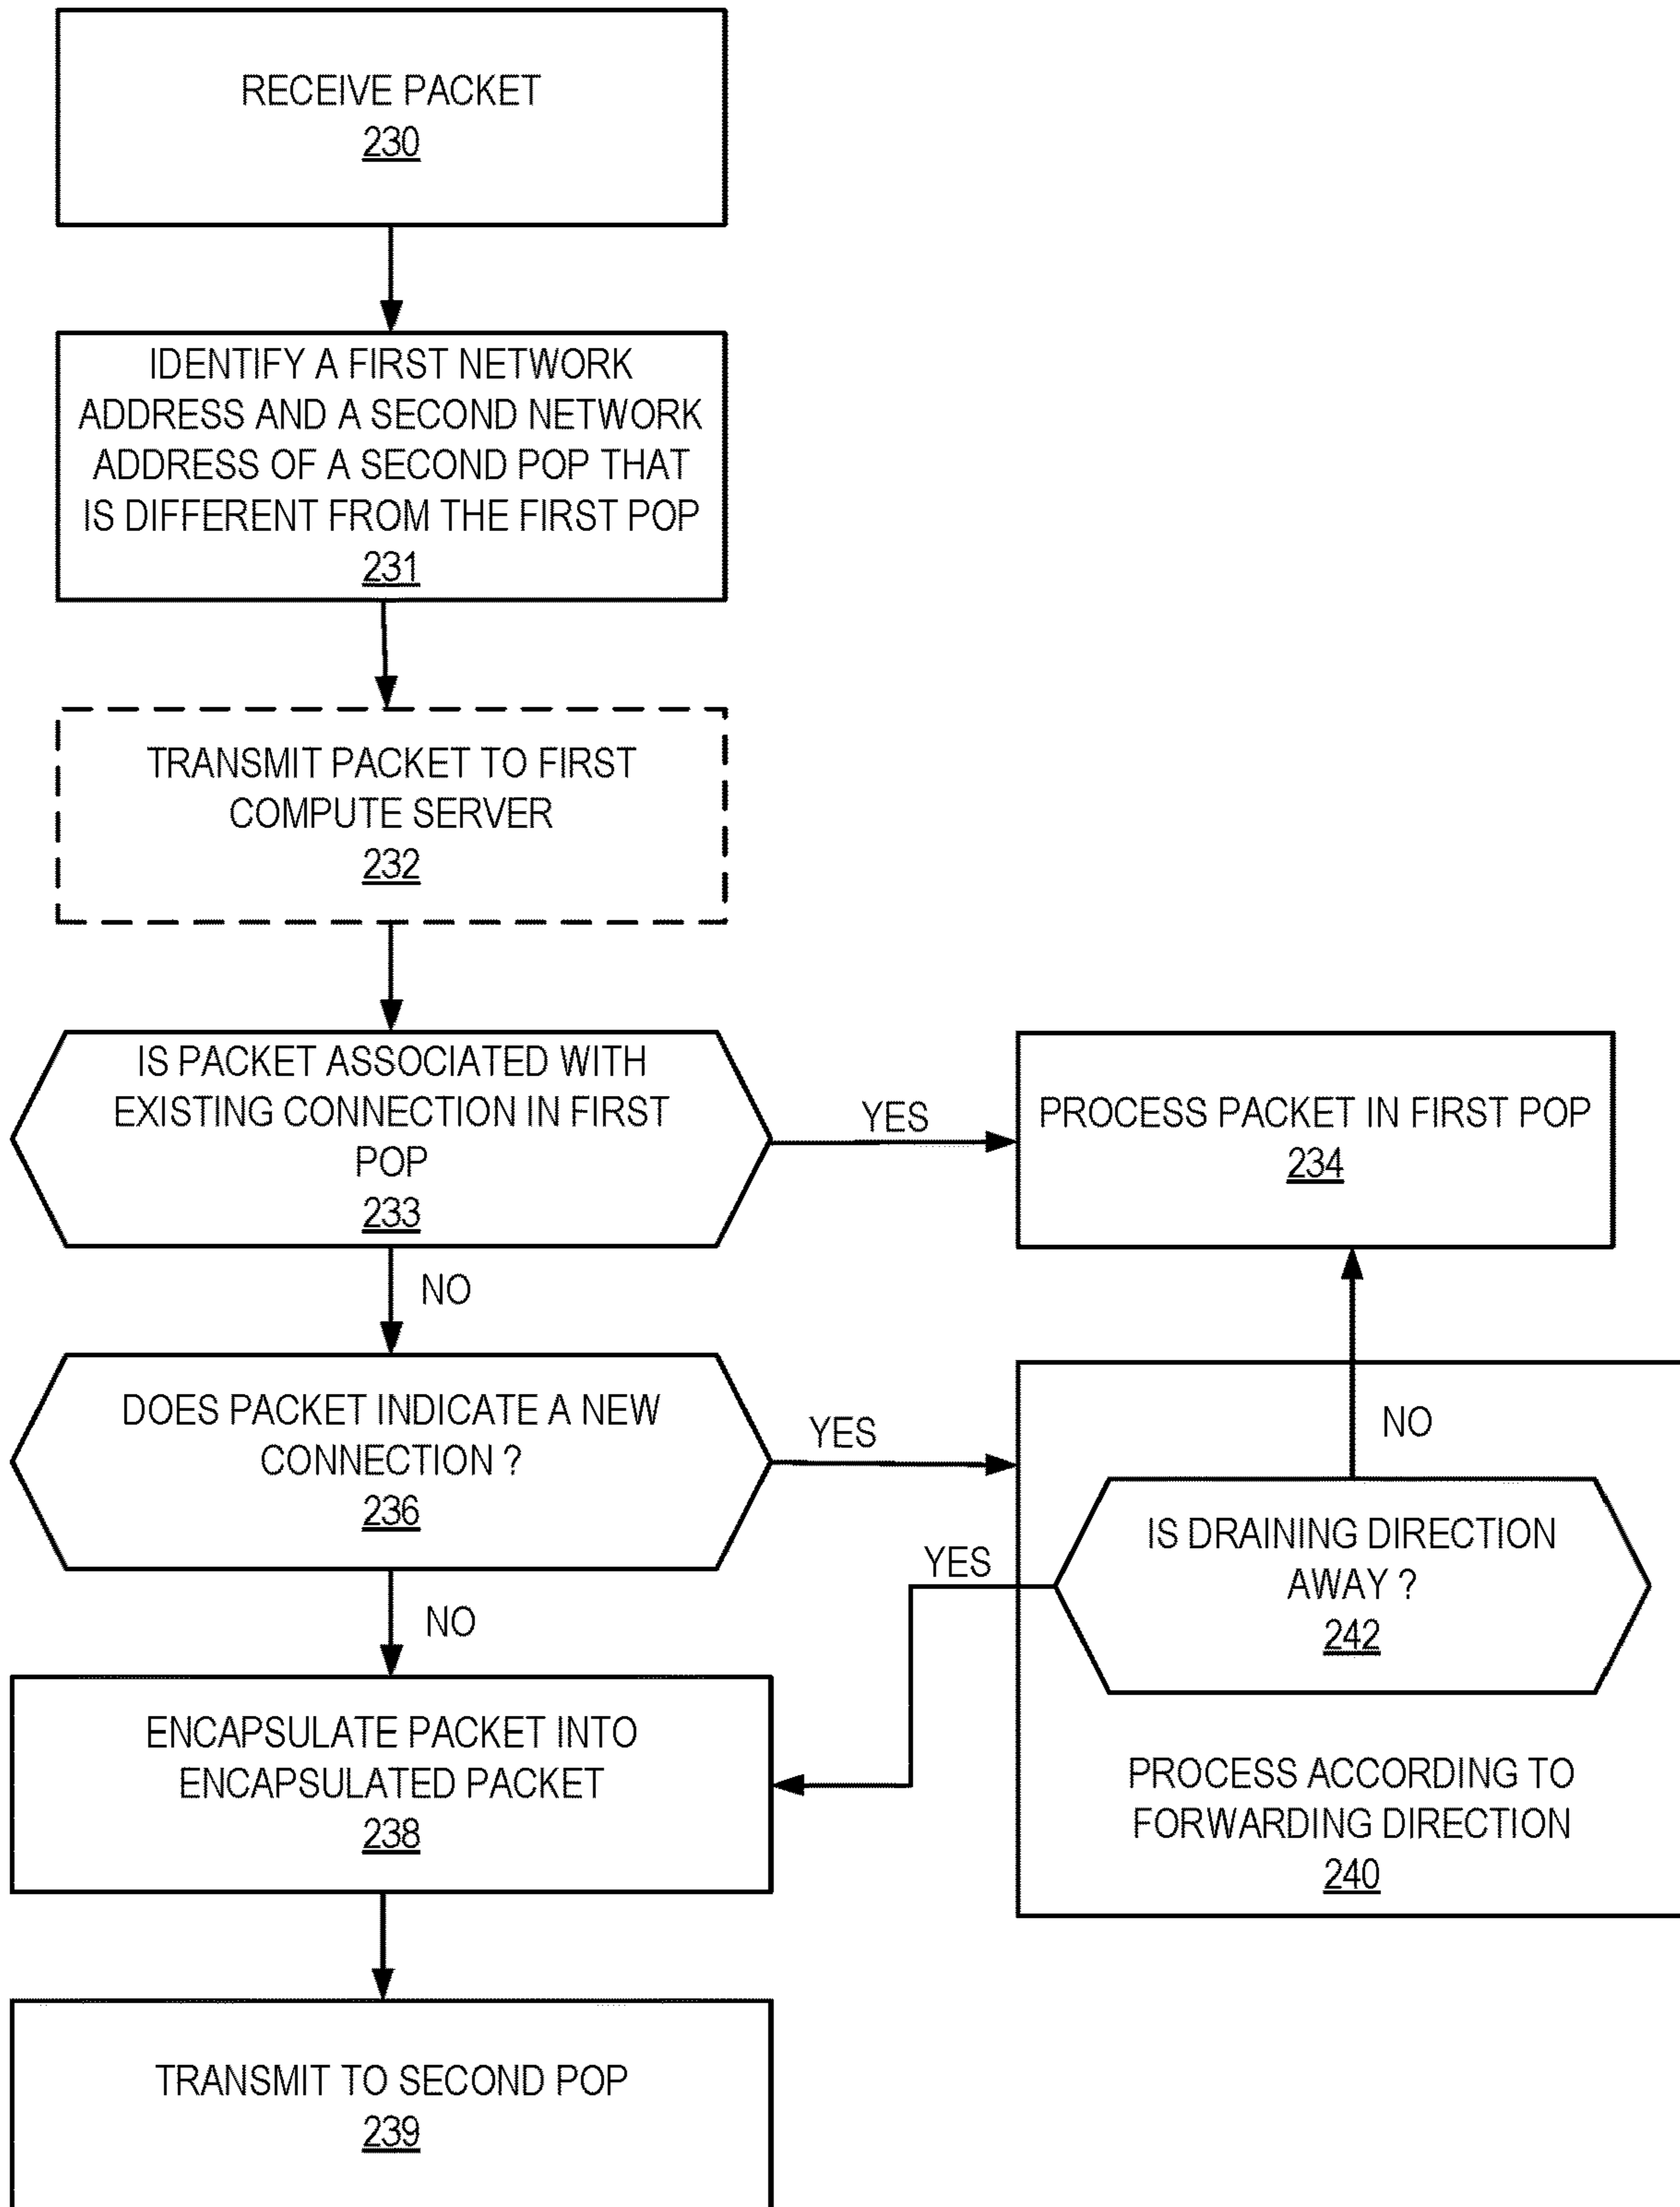 RECEIVE PACKET
230
IDENTIFY A FIRST NETWORK
ADDRESS AND A SECOND NETWORK
ADDRESS OF A SECOND POP THAT
IS DIFFERENT FROM THE FIRST POP
231
TRANSMIT PACKET TO FIRST
COMPUTE SERVER
232
IS PACKET ASSOCIATED WITH
EXISTING CONNECTION IN FIRST
POP
233
YES
PROCESS PACKET IN FIRST POP
234
NO
DOES PACKET INDICATE A NEW
CONNECTION ?
236
YES
NO
IS DRAINING DIRECTION
AWAY ?
242
YES
NO
ENCAPSULATE PACKET INTO
ENCAPSULATED PACKET
238
PROCESS ACCORDING TO
FORWARDING DIRECTION
240
TRANSMIT TO SECOND POP
239